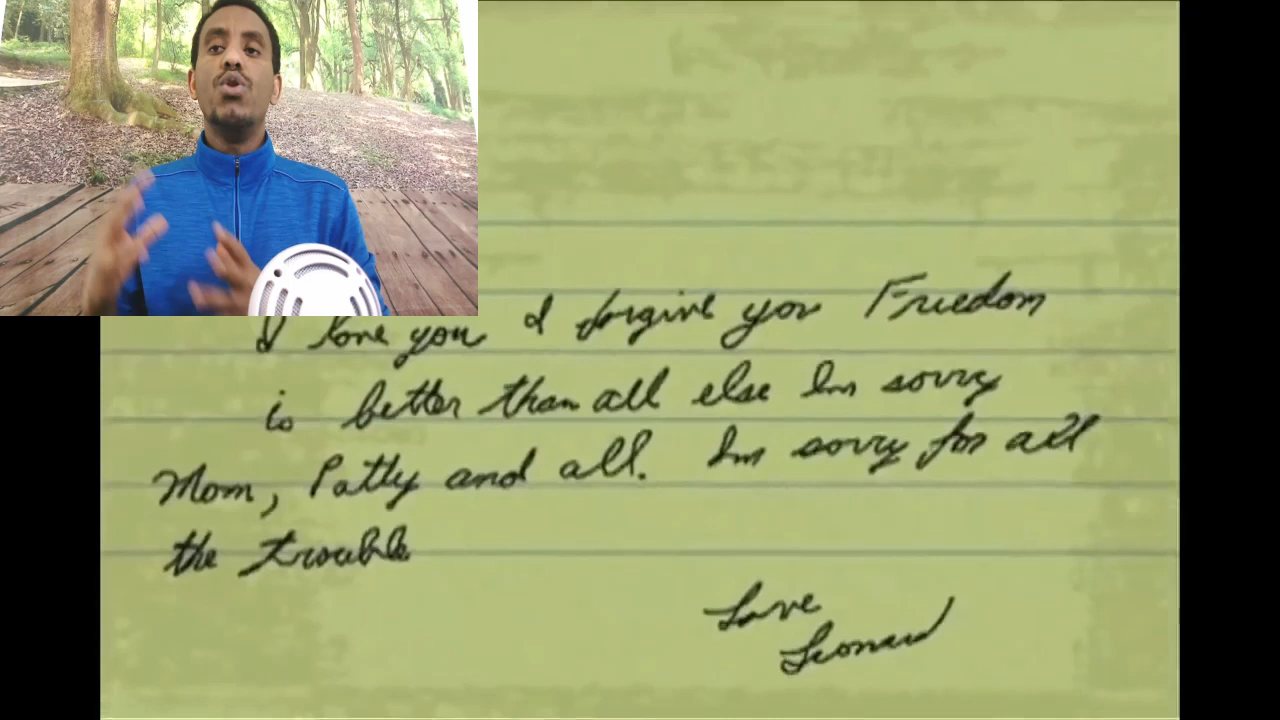 I love you I forgive you Freedom
is better than all else Im sorry
Mom, Patty and all. Im sorry for all
the trouble
Love
Leonard